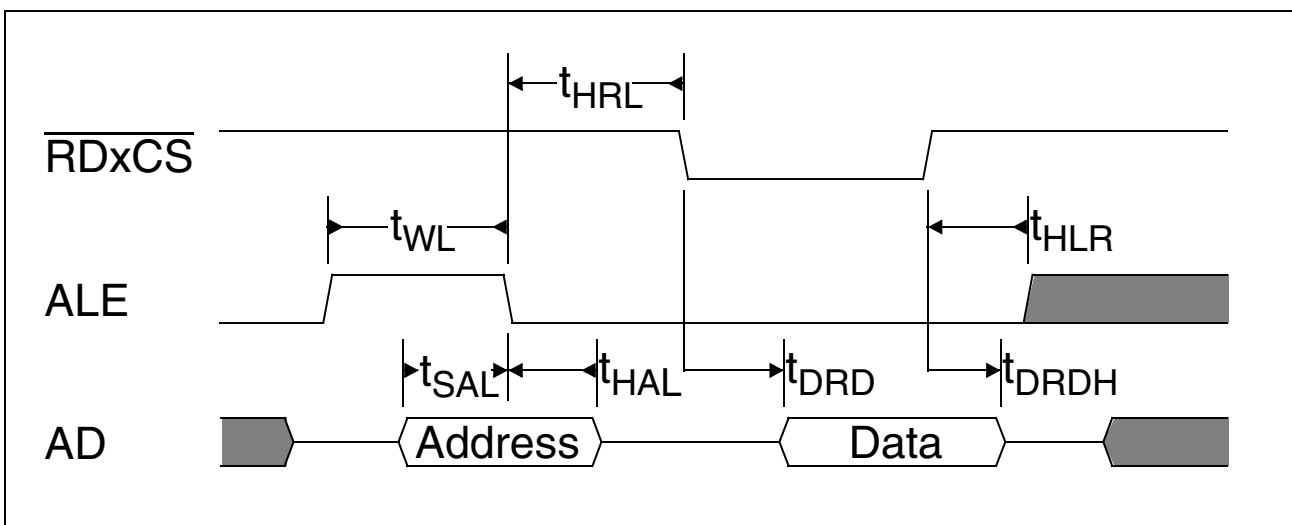 tHRL
RDxCS
tWL
tHLR
ALE
tSAL
tHAL
tDRD
tDRDH
AD
Address
Data